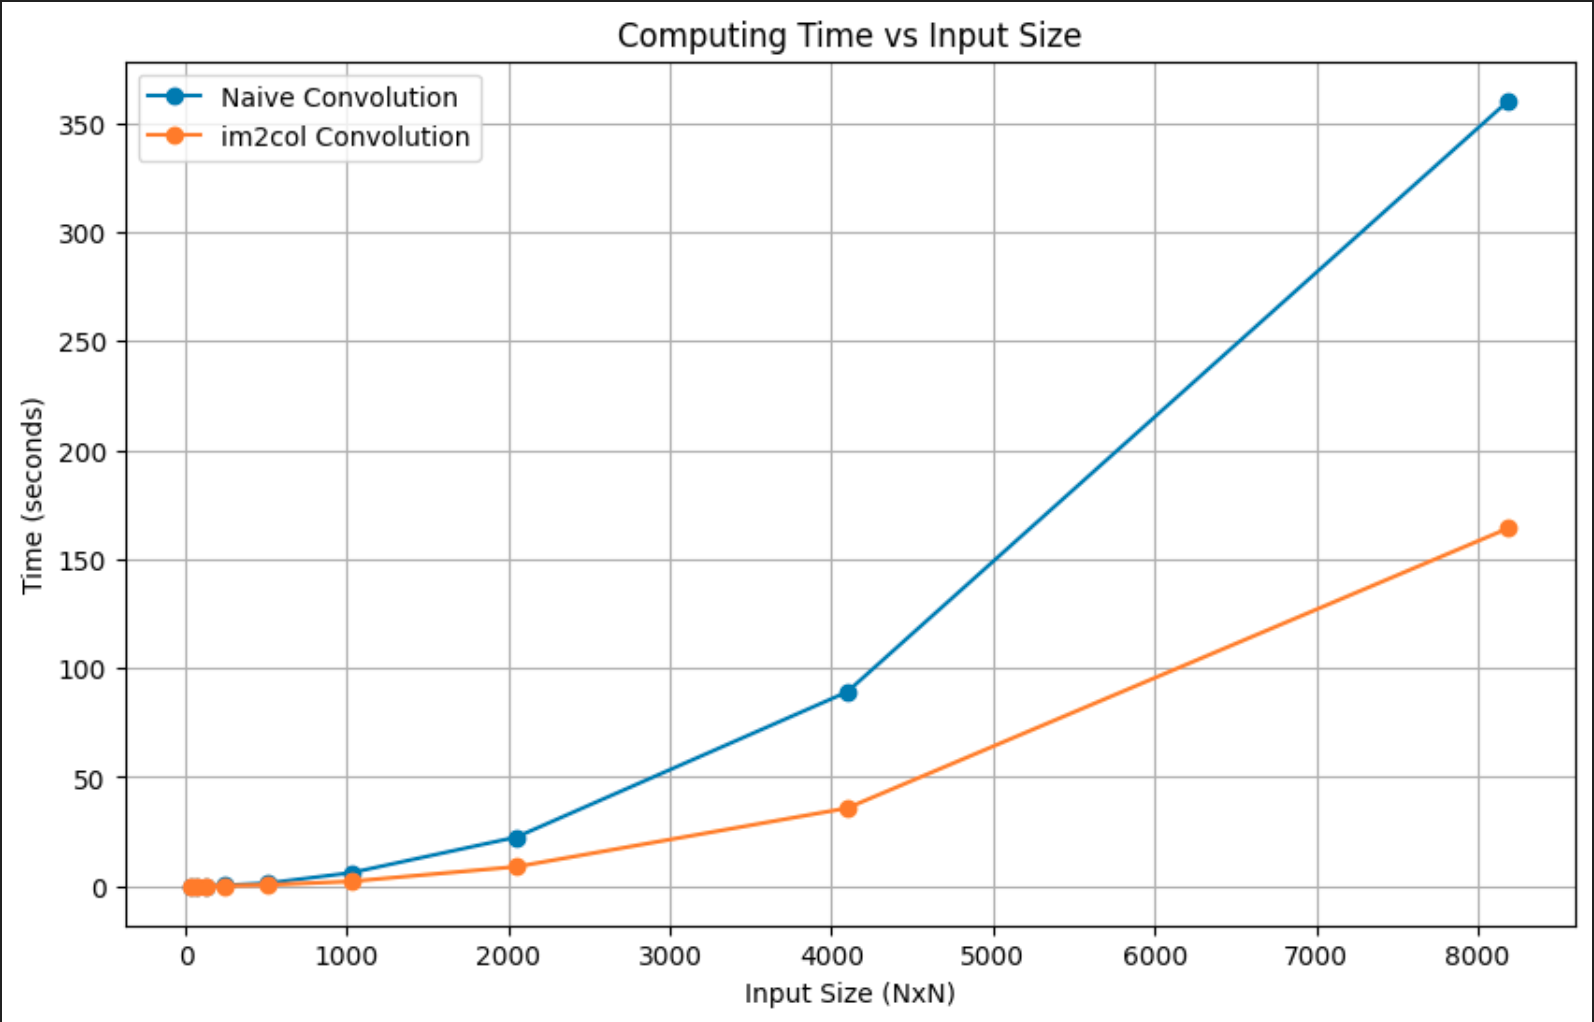 Computing Time vs Input Size
Naive Convolution
im2col Convolution
Time (seconds)
350
300
250
200
150
100
50
0
0 1000 2000 3000 4000 5000 6000 7000 8000
Input Size (NxN)